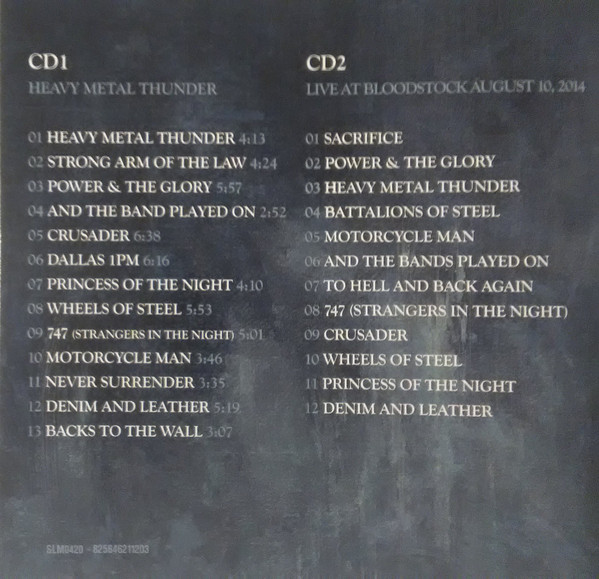 CD1
HEAVY METAL THUNDER
01 HEAVY METAL THUNDER 4:13
02 STRONG ARM OF THE LAW 4:24
03 POWER & THE GLORY 5:57
04 AND THE BAND PLAYED ON 2:52
05 CRUSADER 6:38
06 DALLAS 1PM 6:16
07 PRINCESS OF THE NIGHT 4:10
08 WHEELS OF STEEL 5:53
09 747 (STRANGERS IN THE NIGHT) 5:01
10 MOTORCYCLE MAN 3:46
11 NEVER SURRENDER 3:35
12 DENIM AND LEATHER 5:19
13 BACKS TO THE WALL 3:07
CD2
LIVE AT BLOODSTOCK AUGUST 10, 2014
01 SACRIFICE
02 POWER & THE GLORY
03 HEAVY METAL THUNDER
04 BATTALIONS OF STEEL
05 MOTORCYCLE MAN
06 AND THE BANDS PLAYED ON
07 TO HELL AND BACK AGAIN
08 747 (STRANGERS IN THE NIGHT)
09 CRUSADER
10 WHEELS OF STEEL
11 PRINCESS OF THE NIGHT
12 DENIM AND LEATHER
SLM0420 - 825646211203